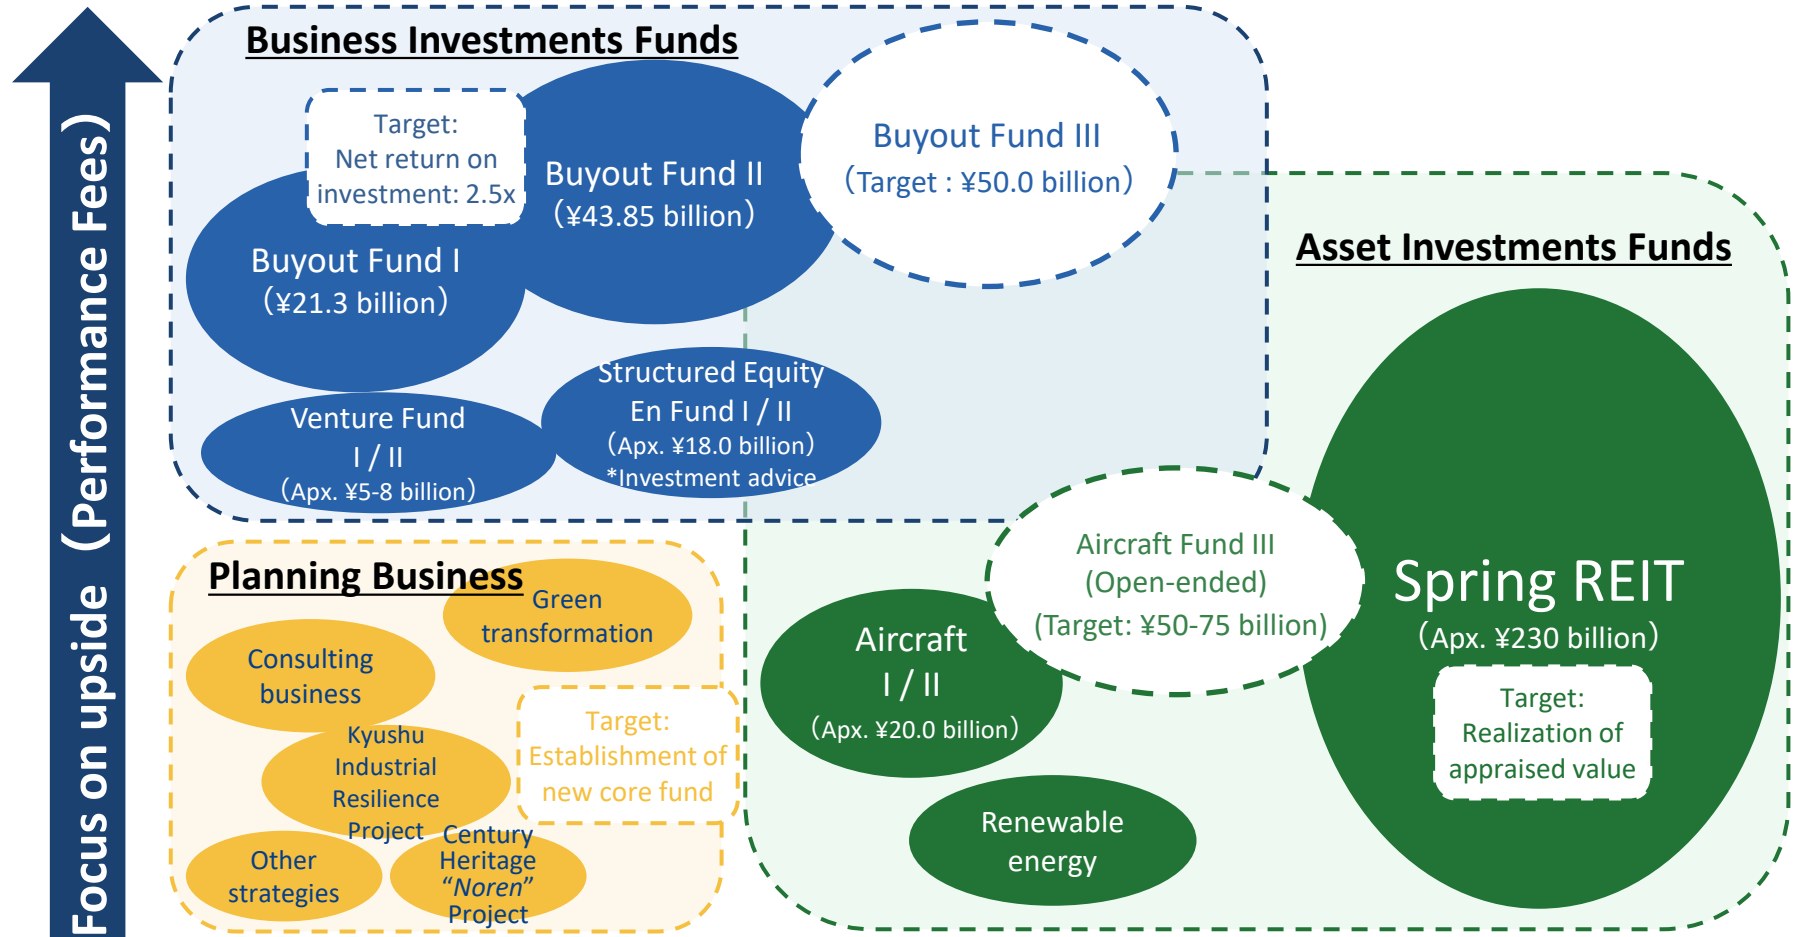 Focus on upside（Performance Fees）
Business Investments Funds
Target:
Net return on
investment: 2.5x
Buyout Fund I
（¥21.3 billion）
Buyout Fund II
（¥43.85 billion）
Buyout Fund III
（Target : ¥50.0 billion）
Venture Fund
I / II
（Apx. ¥5-8 billion）
Structured Equity
En Fund I / II
（Apx. ¥18.0 billion）
*Investment advice
Planning Business
Green
transformation
Consulting
business
Kyushu
Industrial
Resilience
Project
Target:
Establishment of
new core fund
Other
strategies
Century
Heritage
“Noren”
Project
Asset Investments Funds
Aircraft Fund III
(Open-ended)
(Target: ¥50-75 billion)
Aircraft
I / II
（Apx. ¥20.0 billion）
Renewable
energy
Spring REIT
（Apx. ¥230 billion）
Target:
Realization of
appraised value